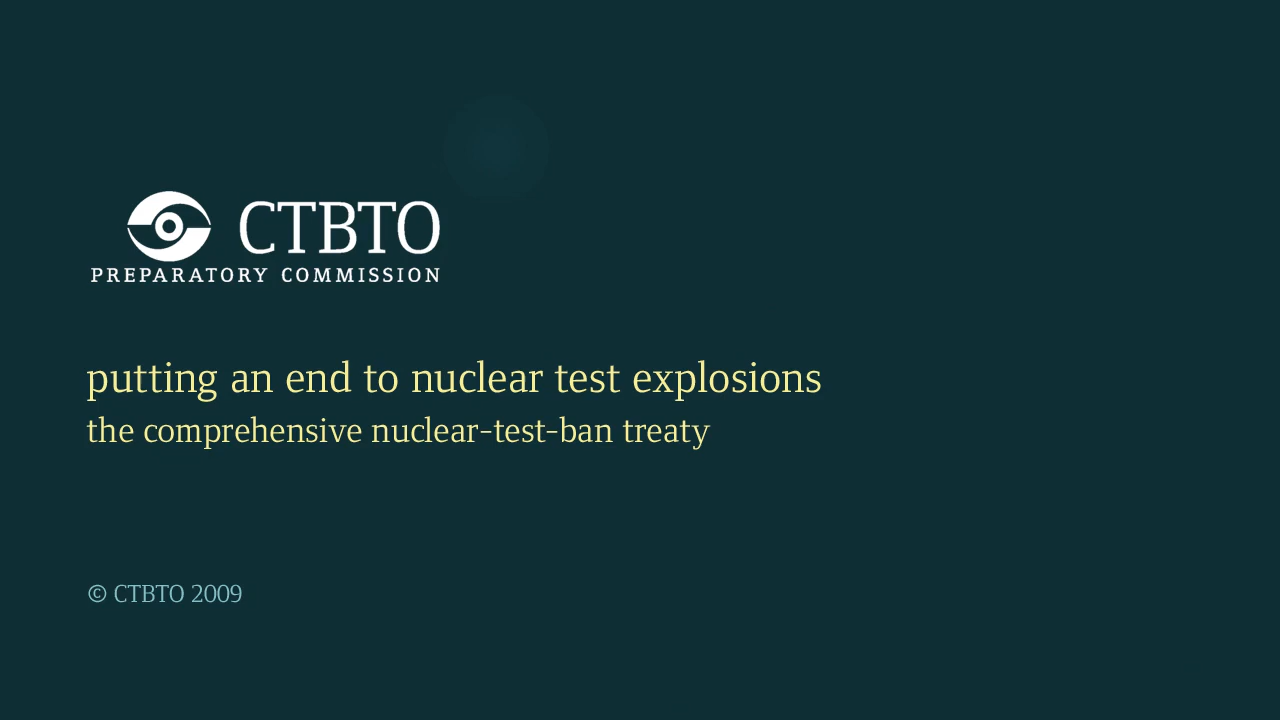 CTBTO
PREPARATORY COMMISSION
putting an end to nuclear test explosions
the comprehensive nuclear-test-ban treaty
© CTBTO 2009